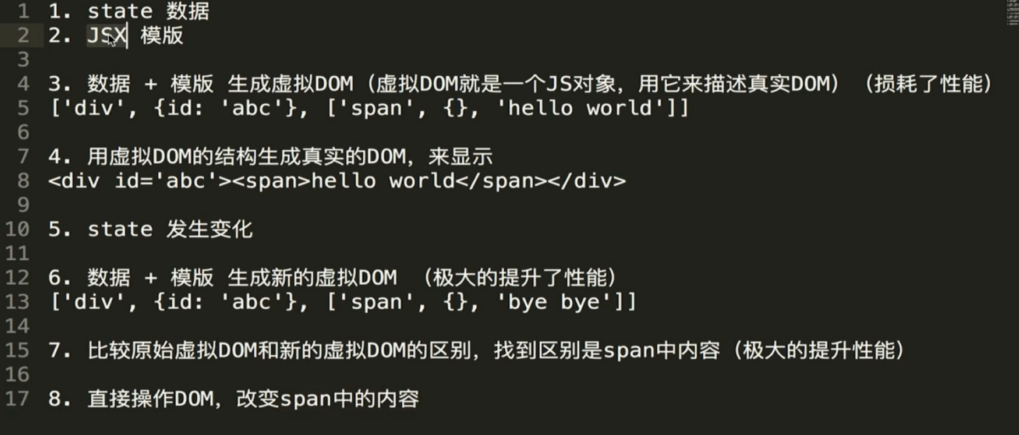 1 1. state 数据
2 2. JSX 模版
3
4 3. 数据 + 模版 生成虚拟DOM（虚拟DOM就是一个JS对象，用它来描述真实DOM）（损耗了性能）
5 ['div', {id: 'abc'}, ['span', {}, 'hello world']]
6
7 4. 用虚拟DOM的结构生成真实的DOM，来显示
8 <div id='abc'><span>hello world</span></div>
9
10 5. state 发生变化
11
12 6. 数据 + 模版 生成新的虚拟DOM （极大的提升了性能）
13 ['div', {id: 'abc'}, ['span', {}, 'bye bye']]
14
15 7. 比较原始虚拟DOM和新的虚拟DOM的区别，找到区别是span中内容（极大的提升性能）
16
17 8. 直接操作DOM，改变span中的内容